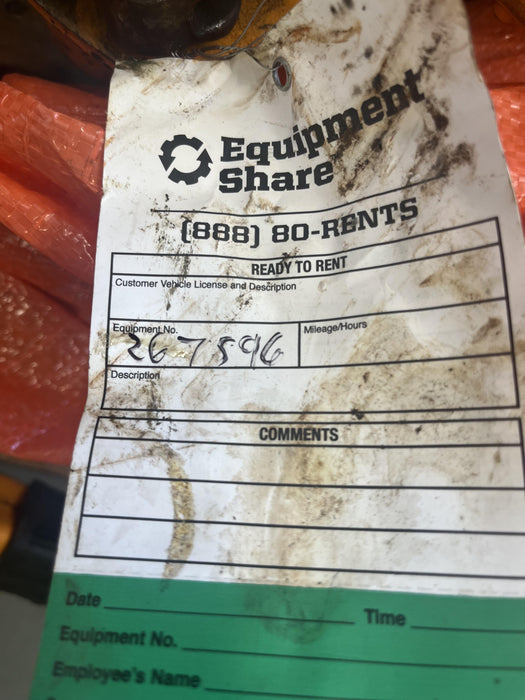 Equipment
Share
(888) 80-RENTS
READY TO RENT
Customer Vehicle License and Description
Equipment No.
Mileage/Hours
267596
Description
COMMENTS
Date
Time
Equipment No.
Employee's Name